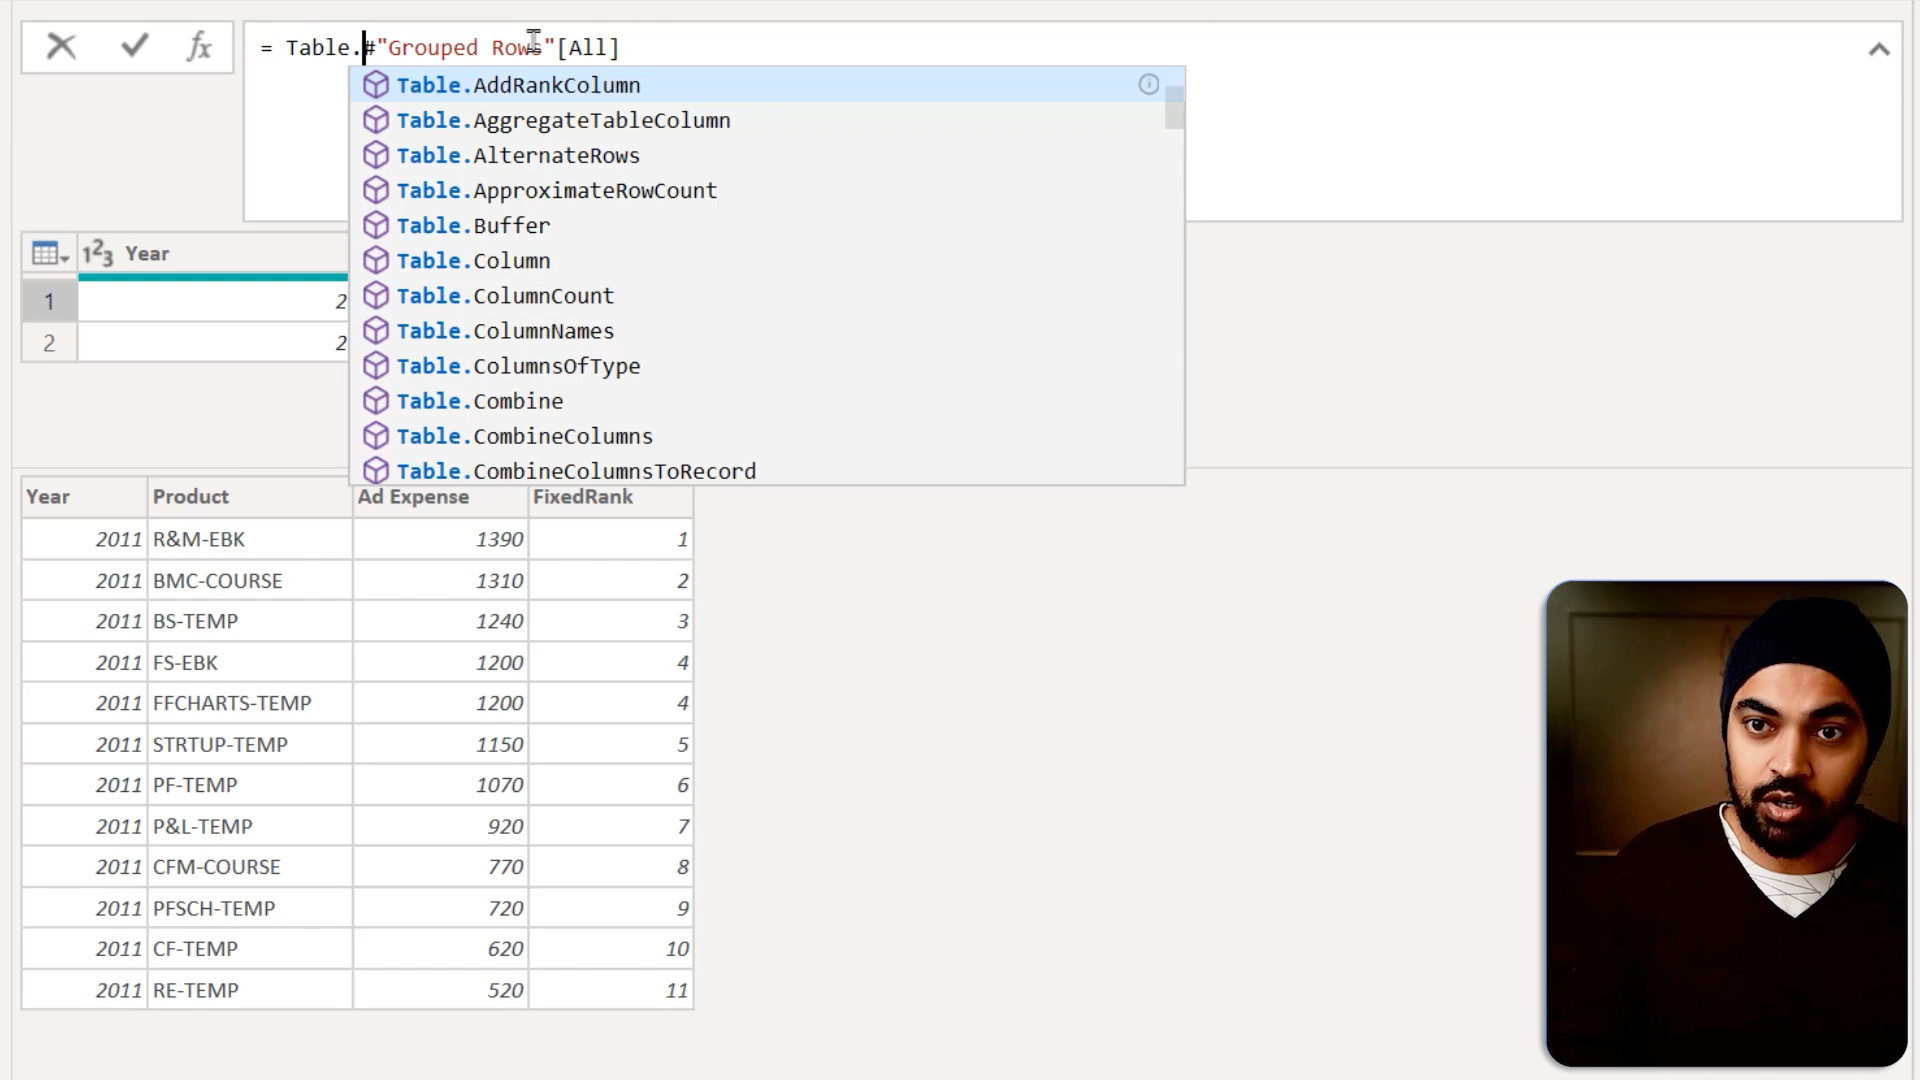 fx
= Table.#"Grouped Rows"[All]
Table.AddRankColumn
Table.AggregateTableColumn
Table.AlternateRows
Table.ApproximateRowCount
Table.Buffer
Table.Column
Table.ColumnCount
Table.ColumnNames
Table.ColumnsOfType
Table.Combine
Table.CombineColumns
Table.CombineColumnsToRecord
123 Year
1 2
2 2
Year Product Ad Expense FixedRank
2011 R&M-EBK 1390 1
2011 BMC-COURSE 1310 2
2011 BS-TEMP 1240 3
2011 FS-EBK 1200 4
2011 FFCHARTS-TEMP 1200 4
2011 STRTUP-TEMP 1150 5
2011 PF-TEMP 1070 6
2011 P&L-TEMP 920 7
2011 CFM-COURSE 770 8
2011 PFSCH-TEMP 720 9
2011 CF-TEMP 620 10
2011 RE-TEMP 520 11